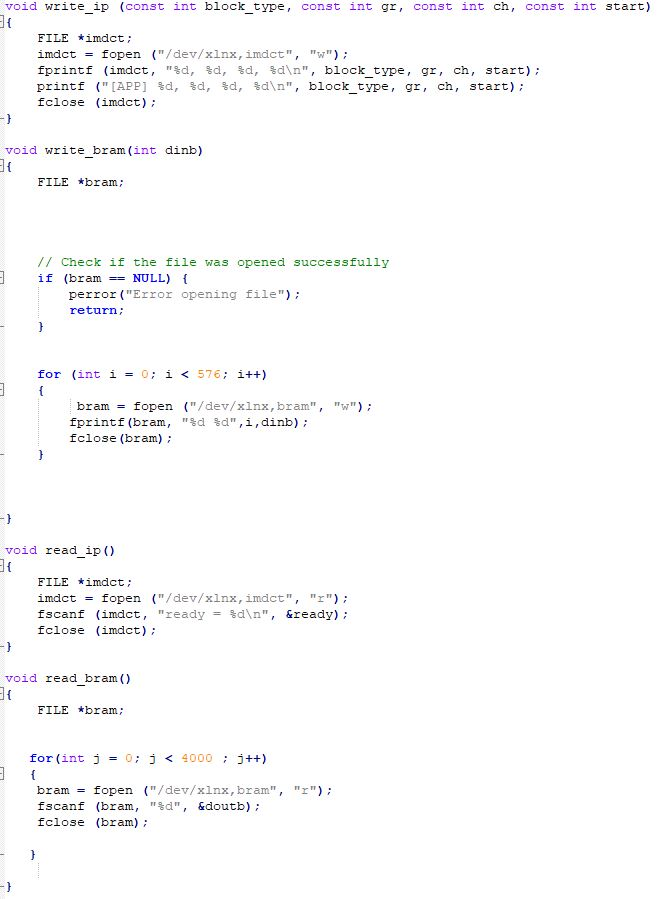 void write_ip (const int block_type, const int gr, const int ch, const int start)
{
    FILE *imdct;
    imdct = fopen ("/dev/xlnx,imdct", "w");
    fprintf (imdct, "%d, %d, %d, %d\n", block_type, gr, ch, start);
    printf ("[APP] %d, %d, %d, %d\n", block_type, gr, ch, start);
    fclose (imdct);
}
void write_bram(int dinb)
{
    FILE *bram;
    // Check if the file was opened successfully
    if (bram == NULL) {
        perror("Error opening file");
        return;
    }
    for (int i = 0; i < 576; i++)
    {
         bram = fopen ("/dev/xlnx,bram", "w");
        fprintf(bram, "%d %d",i,dinb);
        fclose(bram);
    }
}
void read_ip()
{
    FILE *imdct;
    imdct = fopen ("/dev/xlnx,imdct", "r");
    fscanf (imdct, "ready = %d\n", &ready);
    fclose (imdct);
}
void read_bram()
{
    FILE *bram;
   for(int j = 0; j < 4000 ; j++)
   {
    bram = fopen ("/dev/xlnx,bram", "r");
    fscanf (bram, "%d", &doutb);
    fclose (bram);
   }
}